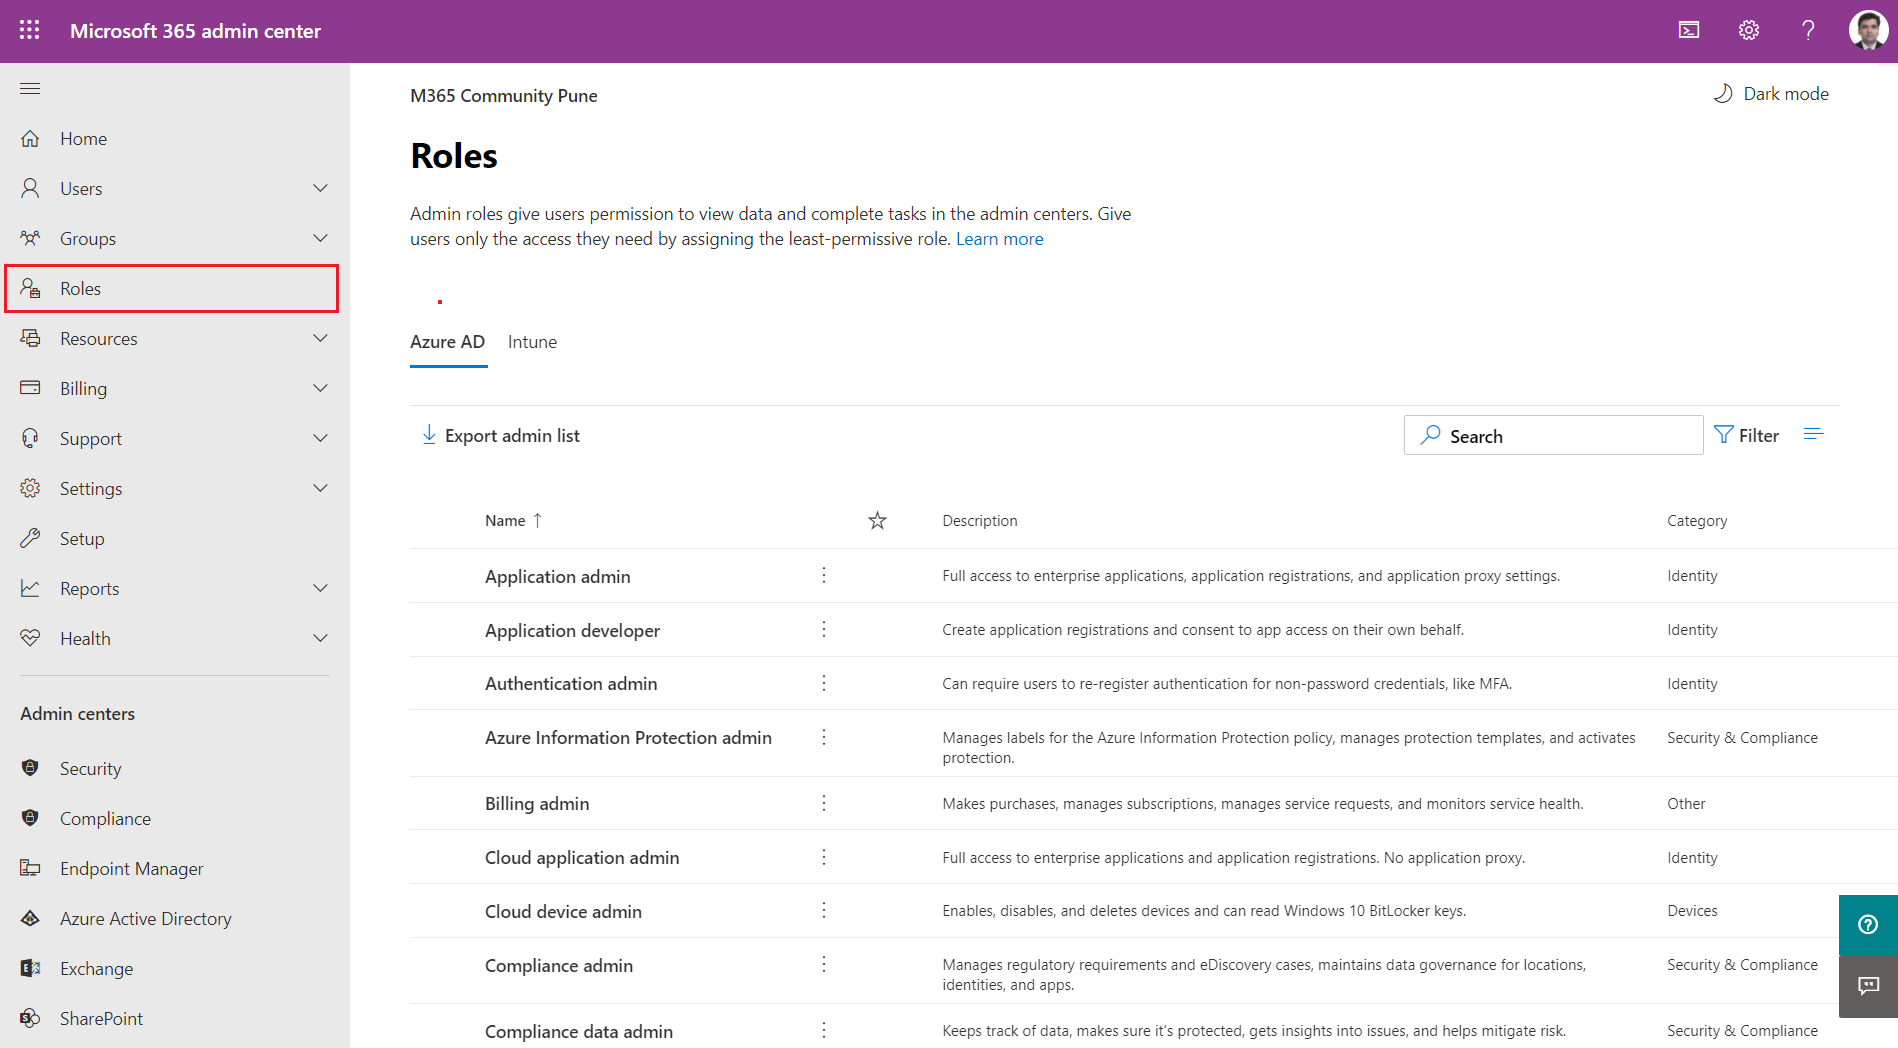 Microsoft 365 admin center
Home
Users
Groups
Roles
Resources
Billing
Support
Settings
Setup
Reports
Health
Admin centers
Security
Compliance
Endpoint Manager
Azure Active Directory
Exchange
SharePoint
M365 Community Pune
Dark mode
Roles
Admin roles give users permission to view data and complete tasks in the admin centers. Give
users only the access they need by assigning the least-permissive role. Learn more
Azure AD Intune
Export admin list
Search
Filter
Name ↑ Description Category
Application admin Full access to enterprise applications, application registrations, and application proxy settings. Identity
Application developer Create application registrations and consent to app access on their own behalf. Identity
Authentication admin Can require users to re-register authentication for non-password credentials, like MFA. Identity
Azure Information Protection admin Manages labels for the Azure Information Protection policy, manages protection templates, and activates Security & Compliance
protection.
Billing admin Makes purchases, manages subscriptions, manages service requests, and monitors service health. Other
Cloud application admin Full access to enterprise applications and application registrations. No application proxy. Identity
Cloud device admin Enables, disables, and deletes devices and can read Windows 10 BitLocker keys. Devices
Compliance admin Manages regulatory requirements and eDiscovery cases, maintains data governance for locations, Security & Compliance
identities, and apps.
Compliance data admin Keeps track of data, makes sure it's protected, gets insights into issues, and helps mitigate risk. Security & Compliance